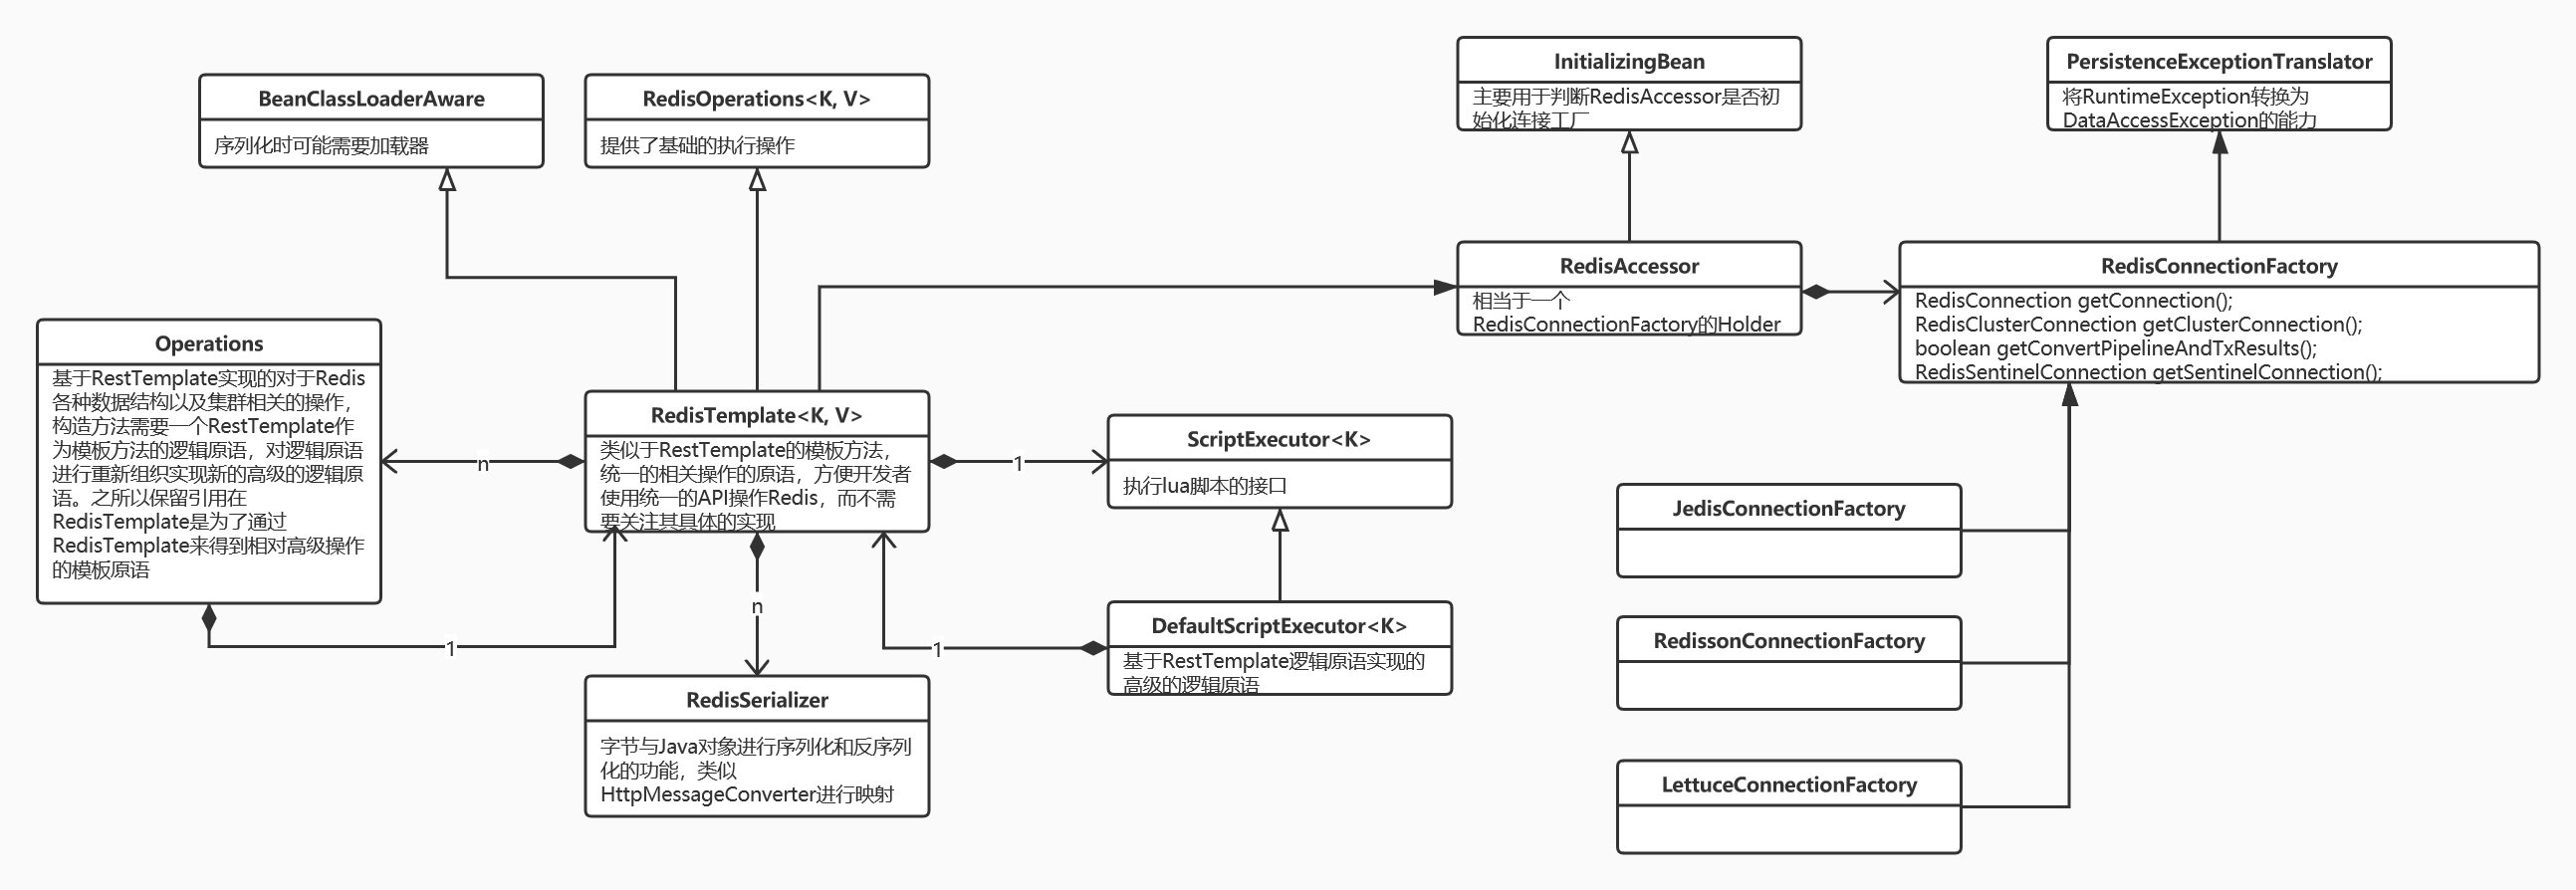 BeanClassLoaderAware
序列化时可能需要加载器
RedisOperations<K, V>
提供了基础的执行操作
InitializingBean
主要用于判断RedisAccessor是否初
始化连接工厂
PersistenceExceptionTranslator
将RuntimeException转换为
DataAccessException的能力
RedisAccessor
相当于一个
RedisConnectionFactory的Holder
RedisConnectionFactory
RedisConnection getConnection();
RedisClusterConnection getClusterConnection();
boolean getConvertPipelineAndTxResults();
RedisSentinelConnection getSentinelConnection();
Operations
基于RestTemplate实现的对于Redis
各种数据结构以及集群相关的操作，
构造方法需要一个RestTemplate作
为模板方法的逻辑原语，对逻辑原语
进行重新组织实现新的高级的逻辑原
语。之所以保留引用在
RedisTemplate是为了通过
RedisTemplate来得到相对高级操作
的模板原语
n
RedisTemplate<K, V>
类似于RestTemplate的模板方法，
统一的相关操作的原语，方便开发者
使用统一的API操作Redis，而不需
要关注其具体的实现
1
ScriptExecutor<K>
执行lua脚本的接口
JedisConnectionFactory
1
n
1
DefaultScriptExecutor<K>
基于RestTemplate逻辑原语实现的
高级的逻辑原语
RedissonConnectionFactory
RedisSerializer
字节与Java对象进行序列化和反序列
化的功能，类似
HttpMessageConverter进行映射
LettuceConnectionFactory